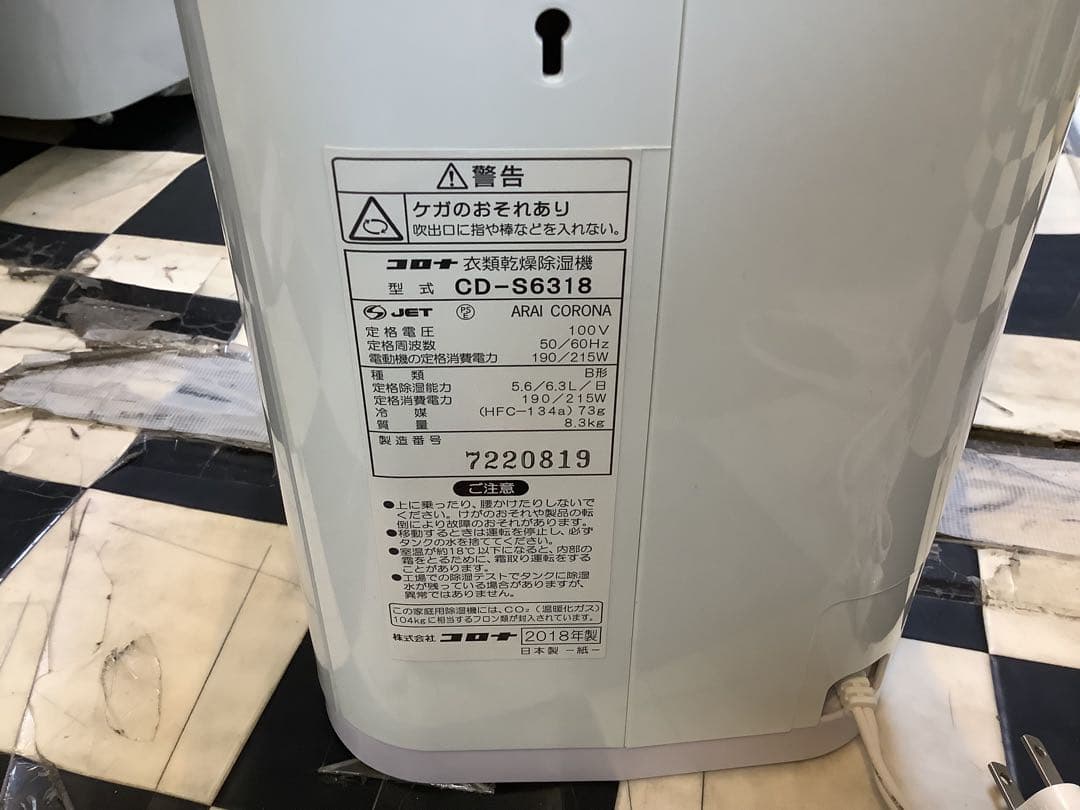 警告
ケガのおそれあり
吹出口に指や棒などを入れない。
コロナ 衣類乾燥除湿機
型式 CD-S6318
JET PSE ARAI CORONA
定格電圧 100V
定格周波数 50/60Hz
電動機の定格消費電力 190/215W
種類 B形
定格除湿能力 5.6/6.3L/日
定格消費電力 190/215W
冷媒 (HFC-134a) 73g
質量 8.3kg
製造番号
7220819
ご注意
●上に乗ったり、腰かけたりしないで
ください。けがのおそれや製品の転
倒により故障のおそれがあります。
●移動するときは運転を停止し、必ず
タンクの水を捨ててください。
●室温が約18℃以下になると、内部の
霜をとるために、霜取り運転をする
ことがあります。
●工場での除湿テストでタンクに除湿
水が残っている場合がありますが、
異常ではありません。
この家庭用除湿機には、CO₂(温暖化ガス)
104kgに相当するフロン類が封入されています。
株式会社 コロナ 2018年製
日本製 -紙-